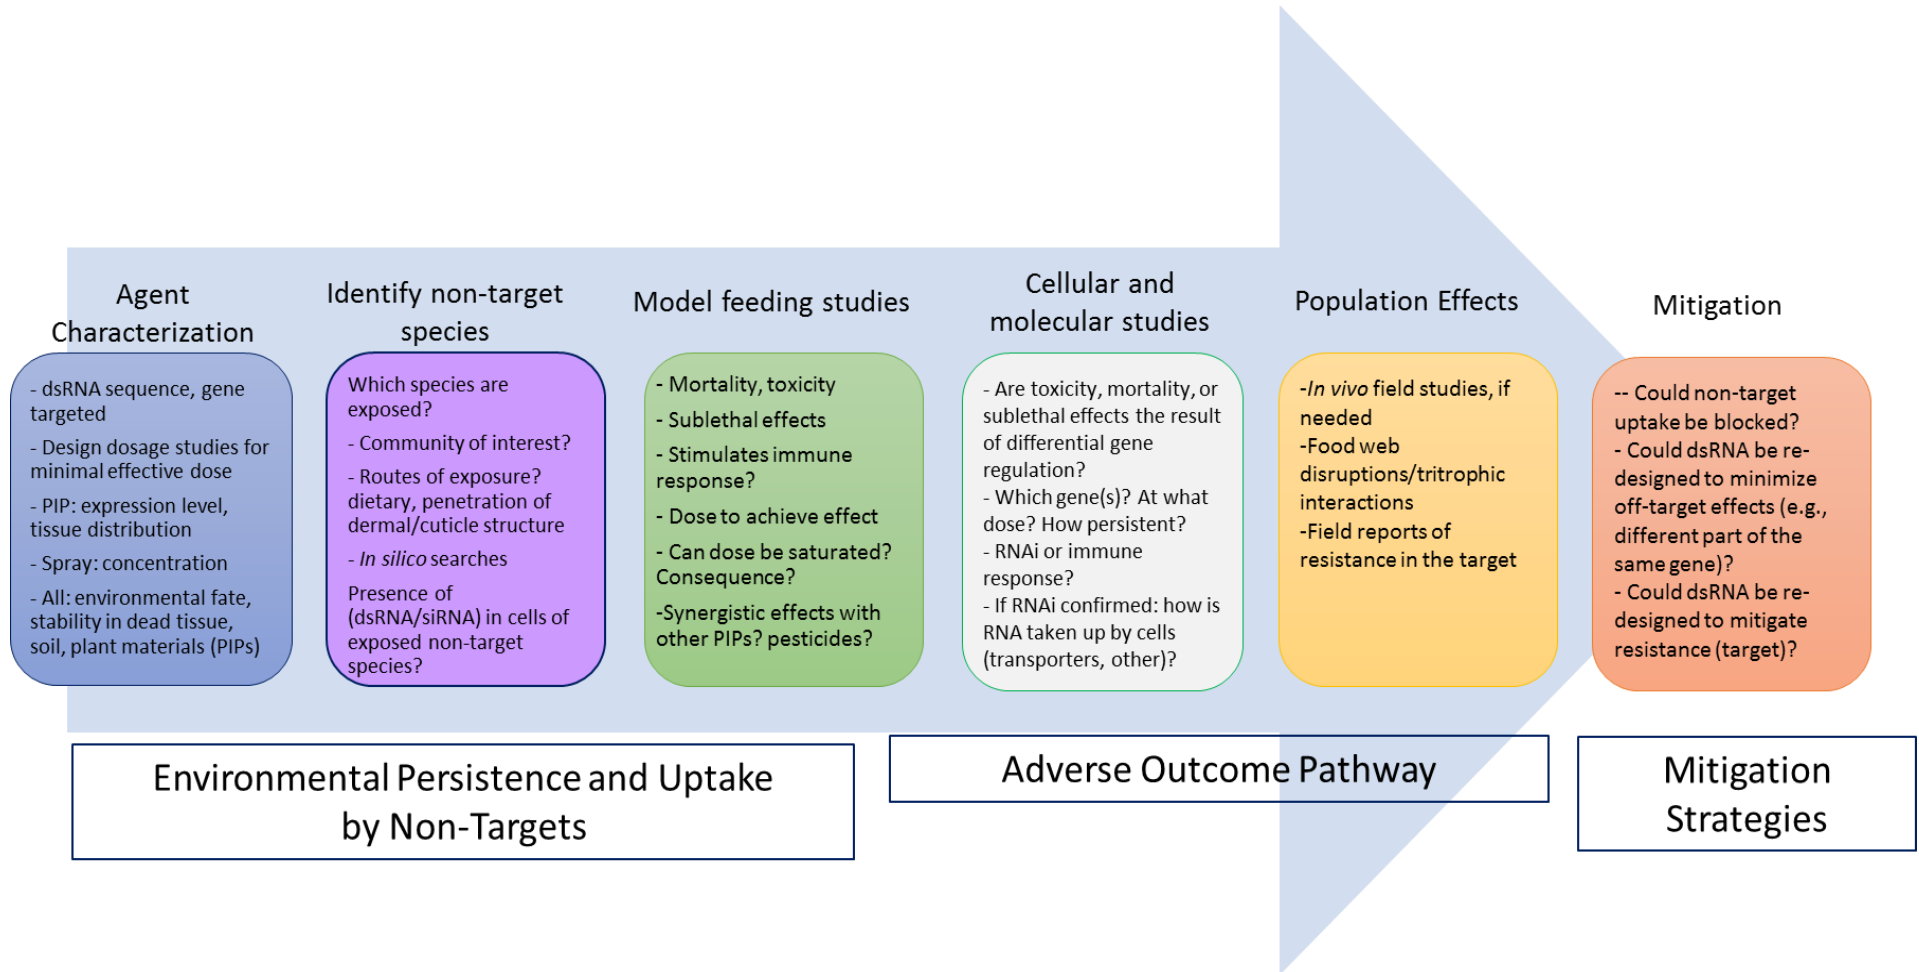 Agent
Characterization
- dsRNA sequence, gene
targeted
- Design dosage studies for
minimal effective dose
- PIP: expression level,
tissue distribution
- Spray: concentration
- All: environmental fate,
stability in dead tissue,
soil, plant materials (PIPs)
Identify non-target
species
Which species are
exposed?
- Community of interest?
- Routes of exposure?
dietary, penetration of
dermal/cuticle structure
- In silico searches
Presence of
(dsRNA/siRNA) in cells of
exposed non-target
species?
Model feeding studies
- Mortality, toxicity
- Sublethal effects
- Stimulates immune
response?
- Dose to achieve effect
- Can dose be saturated?
Consequence?
-Synergistic effects with
other PIPs? pesticides?
Cellular and
molecular studies
- Are toxicity, mortality, or
sublethal effects the result
of differential gene
regulation?
- Which gene(s)? At what
dose? How persistent?
- RNAi or immune
response?
- If RNAi confirmed: how is
RNA taken up by cells
(transporters, other)?
Population Effects
-In vivo field studies, if
needed
-Food web
disruptions/tritrophic
interactions
-Field reports of
resistance in the target
Mitigation
-- Could non-target
uptake be blocked?
- Could dsRNA be re-
designed to minimize
off-target effects (e.g.,
different part of the
same gene)?
- Could dsRNA be re-
designed to mitigate
resistance (target)?
Environmental Persistence and Uptake
by Non-Targets
Adverse Outcome Pathway
Mitigation
Strategies